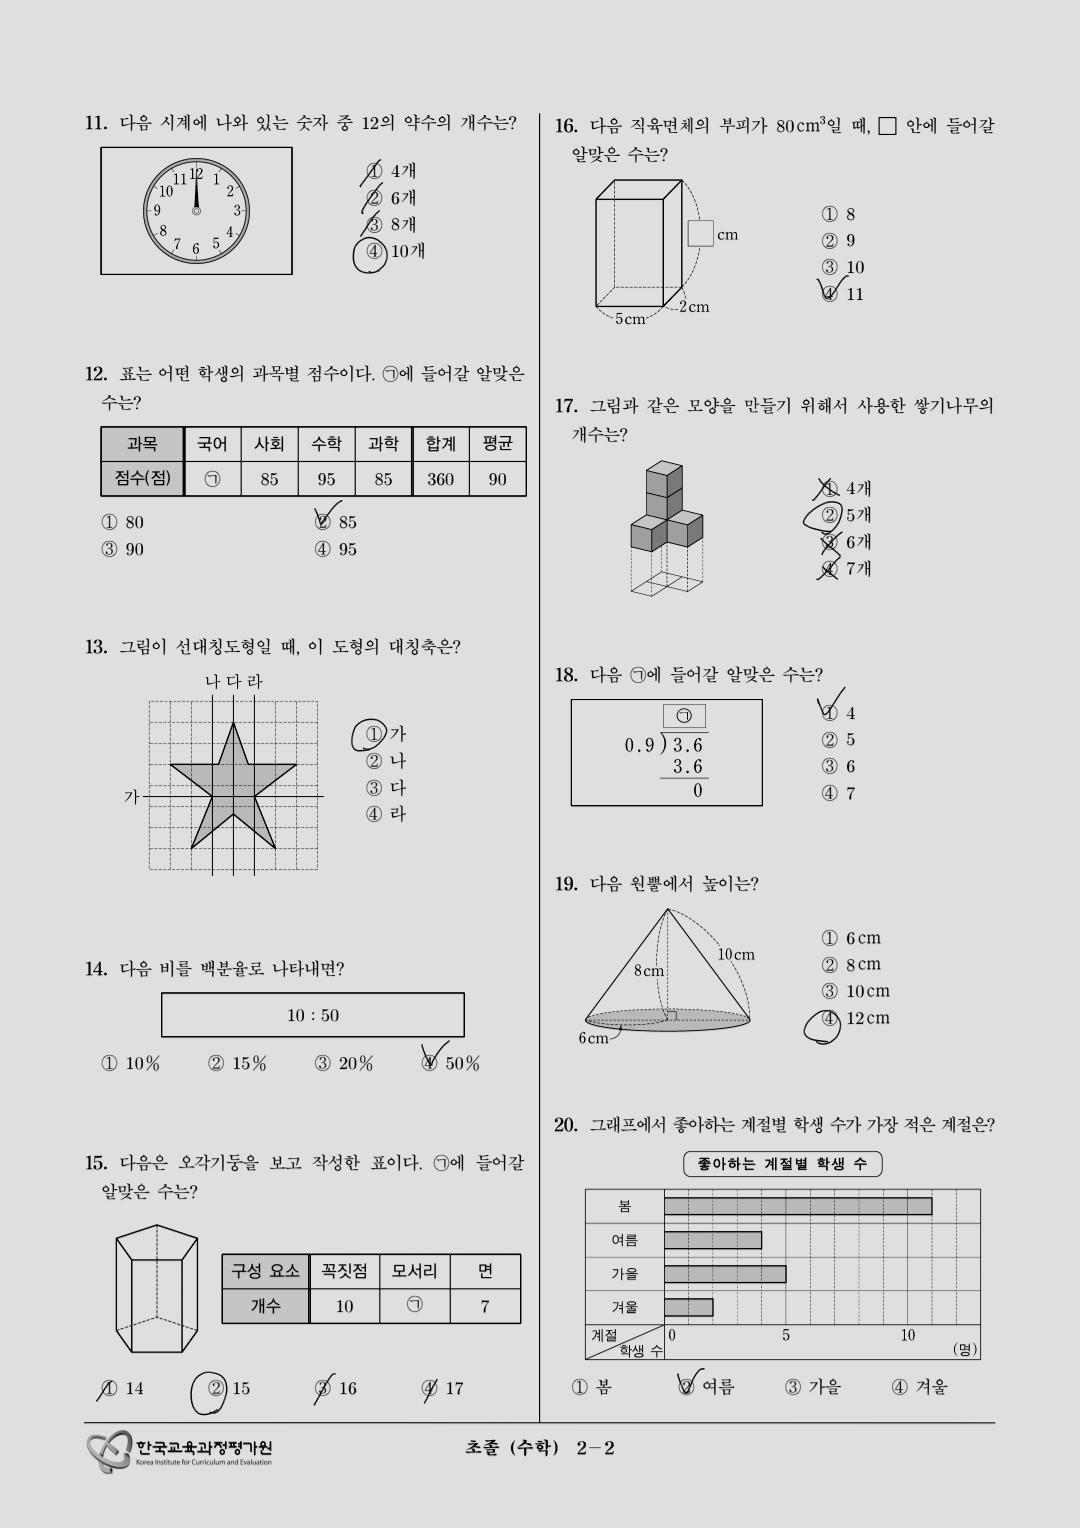 11. 다음 시계에 나와 있는 숫자 중 12의 약수의 개수는?
12
1
2
3
4
5
6
7
8
9
10
11
① 4개
② 6개
③ 8개
④ 10개
12. 표는 어떤 학생의 과목별 점수이다. ㉠에 들어갈 알맞은
수는?
과목 국어 사회 수학 과학 합계 평균
점수(점) ㉠ 85 95 85 360 90
① 80 ② 85
③ 90 ④ 95
13. 그림이 선대칭도형일 때, 이 도형의 대칭축은?
나 다 라
가
① 가
② 나
③ 다
④ 라
14. 다음 비를 백분율로 나타내면?
10 : 50
① 10% ② 15% ③ 20% ④ 50%
15. 다음은 오각기둥을 보고 작성한 표이다. ㉠에 들어갈
알맞은 수는?
구성 요소 꼭짓점 모서리 면
개수 10 ㉠ 7
① 14 ② 15 ③ 16 ④ 17
16. 다음 직육면체의 부피가 80cm³일 때, □ 안에 들어갈
알맞은 수는?
□ cm
2cm
5cm
① 8
② 9
③ 10
④ 11
17. 그림과 같은 모양을 만들기 위해서 사용한 쌓기나무의
개수는?
① 4개
② 5개
③ 6개
④ 7개
18. 다음 ㉠에 들어갈 알맞은 수는?
㉠
0.9)3.6
3.6
0
① 4
② 5
③ 6
④ 7
19. 다음 원뿔에서 높이는?
10cm
8cm
6cm
① 6cm
② 8cm
③ 10cm
④ 12cm
20. 그래프에서 좋아하는 계절별 학생 수가 가장 적은 계절은?
좋아하는 계절별 학생 수
봄
여름
가을
겨울
계절 학생 수 0 5 10 (명)
① 봄 ② 여름 ③ 가을 ④ 겨울
한국교육과정평가원
Korea Institute for Curriculum and Evaluation
초졸 (수학) 2-2